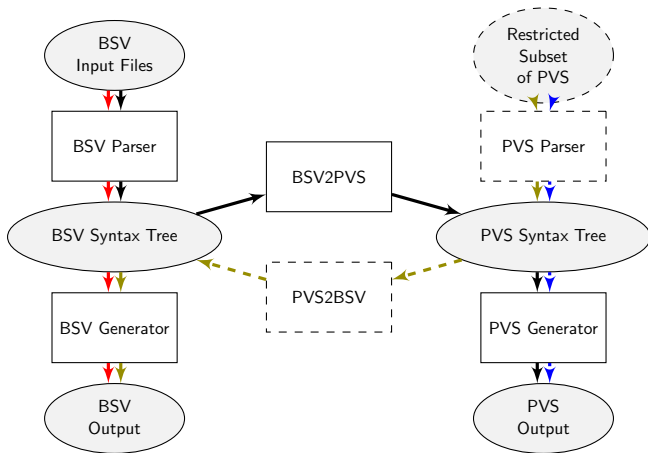 BSV
Input Files
Restricted
Subset
of PVS
BSV Parser
PVS Parser
BSV2PVS
BSV Syntax Tree
PVS Syntax Tree
PVS2BSV
BSV Generator
PVS Generator
BSV
Output
PVS
Output